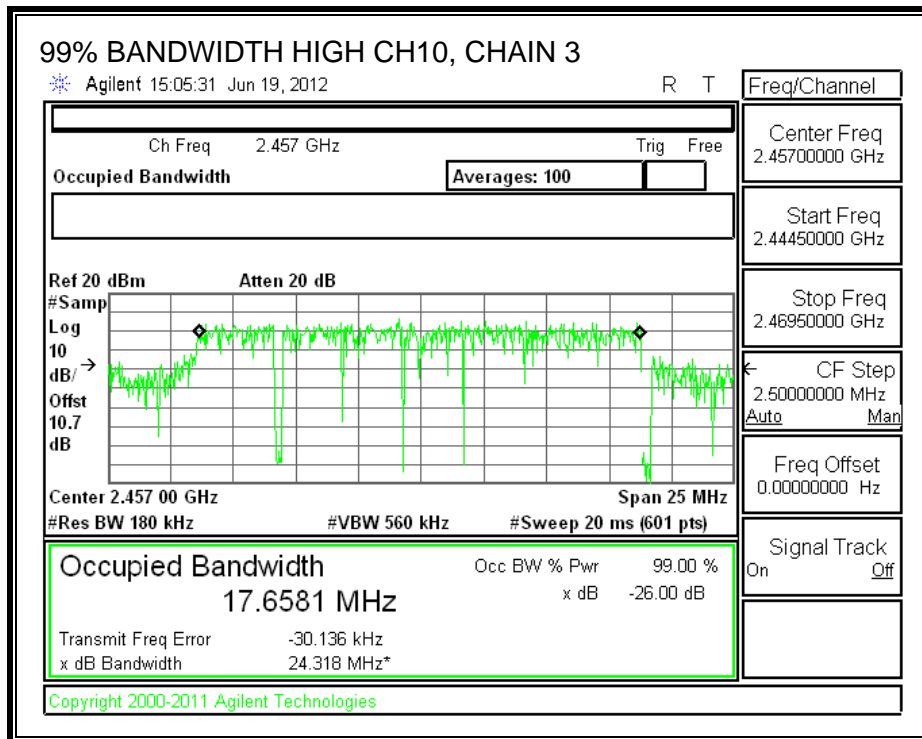 99% BANDWIDTH HIGH CH10, CHAIN 3
Agilent 15:05:31 Jun 19, 2012 R T
Freq/Channel
Ch Freq 2.457 GHz Trig Free
Occupied Bandwidth Averages: 100
Center Freq
2.45700000 GHz
Start Freq
2.44450000 GHz
Stop Freq
2.46950000 GHz
CF Step
2.50000000 MHz
Auto Man
Freq Offset
0.00000000 Hz
Signal Track
On Off
Ref 20 dBm Atten 20 dB
#Samp
Log
10
dB/
Offst
10.7
dB
Center 2.457 00 GHz Span 25 MHz
#Res BW 180 kHz #VBW 560 kHz #Sweep 20 ms (601 pts)
Occupied Bandwidth
17.6581 MHz
Occ BW % Pwr 99.00 %
x dB -26.00 dB
Transmit Freq Error -30.136 kHz
x dB Bandwidth 24.318 MHz*
Copyright 2000-2011 Agilent Technologies